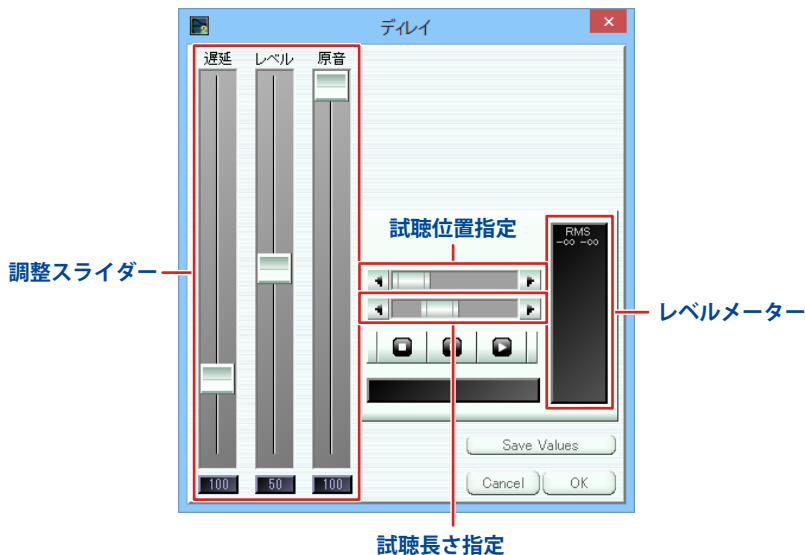 ディレイ
遅延 レベル 原音
試聴位置指定
RMS
-∞ -∞
調整スライダー
レベルメーター
Save Values
100 50 100
Cancel OK
試聴長さ指定